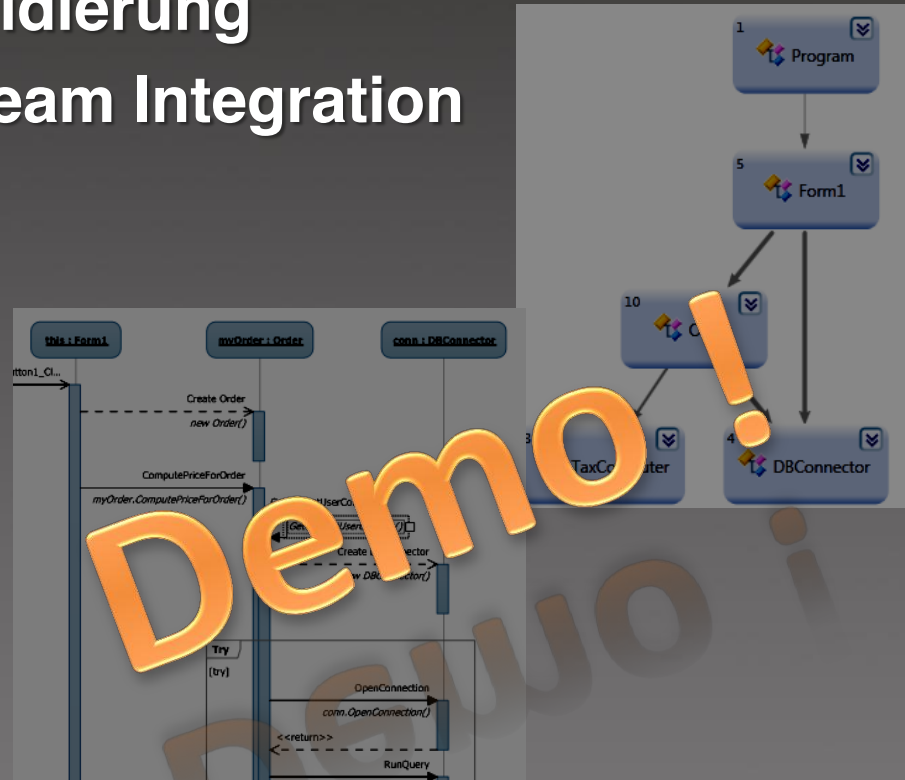 idierung
eam Integration
1
Program
5
Form1
10
4
DBConnector
this : Form1
myOrder : Order
conn : DBConnector
Create Order
new Order()
ComputePriceForOrder
myOrder.ComputePriceForOrder()
Create
Demo !
Try
[try]
OpenConnection
conn.OpenConnection()
<<return>>
RunQuery